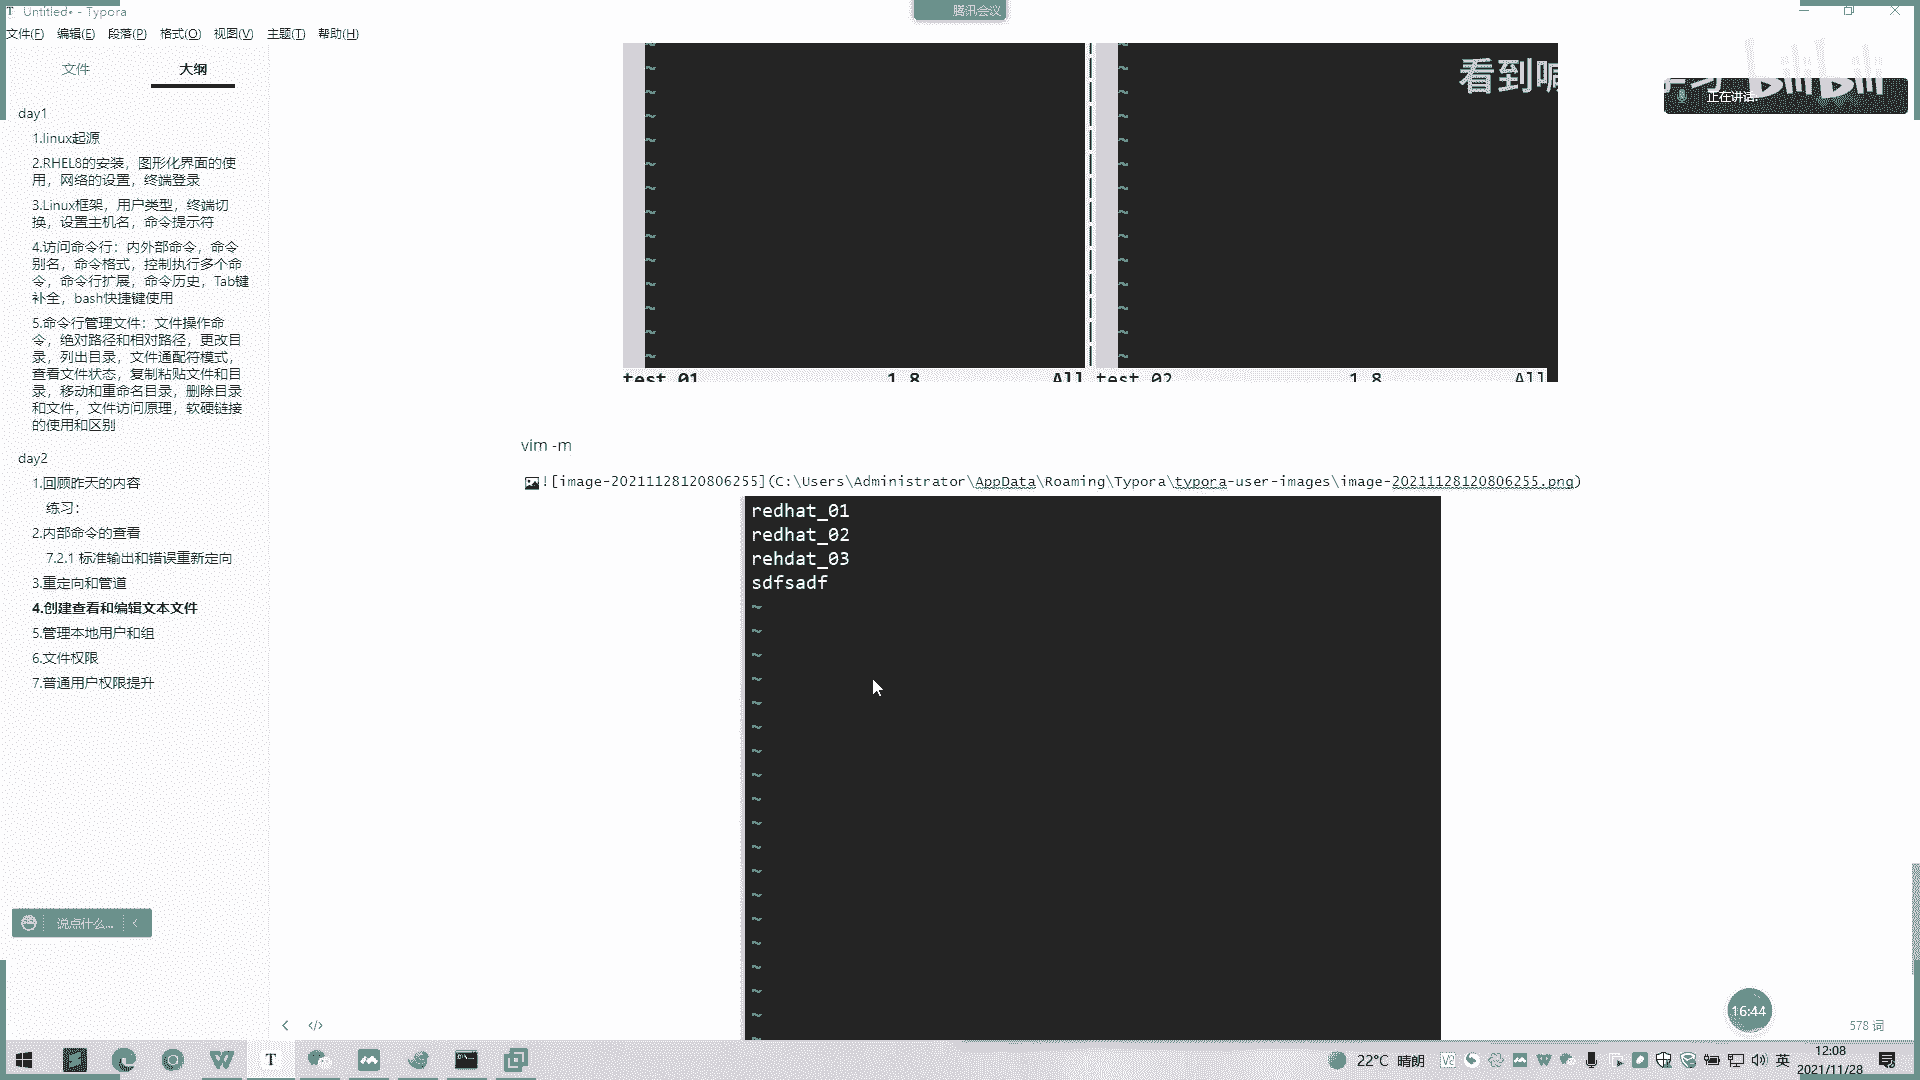 Untitled• - Typora
腾讯会议
文件(F) 编辑(E) 段落(P) 格式(O) 视图(V) 主题(T) 帮助(H)
文件 大纲
看到
bilibili
正在讲话:
day1
1.linux起源
2.RHEL8的安装，图形化界面的使
用，网络的设置，终端登录
3.Linux框架，用户类型，终端切
换，设置主机名，命令提示符
4.访问命令行：内外部命令，命令
别名，命令格式，控制执行多个命
令，命令行扩展，命令历史，Tab键
补全，bash快捷键使用
5.命令行管理文件：文件操作命
令，绝对路径和相对路径，更改目
录，列出目录，文件通配符模式，
查看文件状态，复制粘贴文件和目
录，移动和重命名目录，删除目录
和文件，文件访问原理，软硬链接
的使用和区别
day2
1.回顾昨天的内容
练习：
2.内部命令的查看
7.2.1 标准输出和错误重新定向
3.重定向和管道
4.创建查看和编辑文本文件
5.管理本地用户和组
6.文件权限
7.普通用户权限提升
test_01 1,8 All test_02 1,8 All
vim -m
![image-20211128120806255](C:\Users\Administrator\AppData\Roaming\Typora\typora-user-images\image-20211128120806255.png)
redhat_01
redhat_02
rehdat_03
sdfsadf
说点什么...
16:44
578 词
22°C 晴朗
英
12:08
2021/11/28